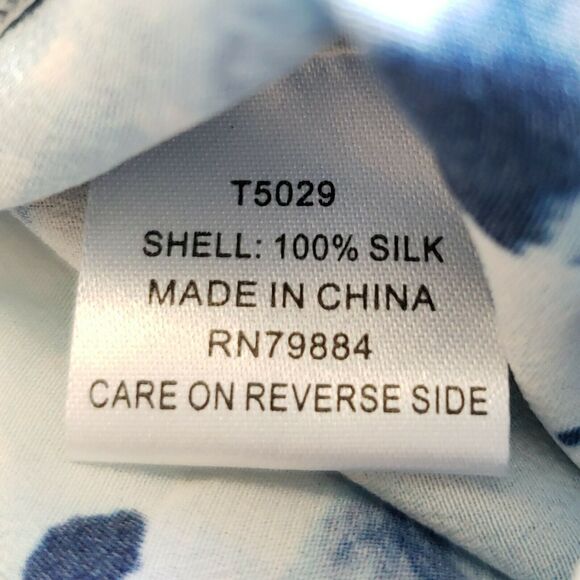 T5029
SHELL: 100% SILK
MADE IN CHINA
RN79884
CARE ON REVERSE SIDE